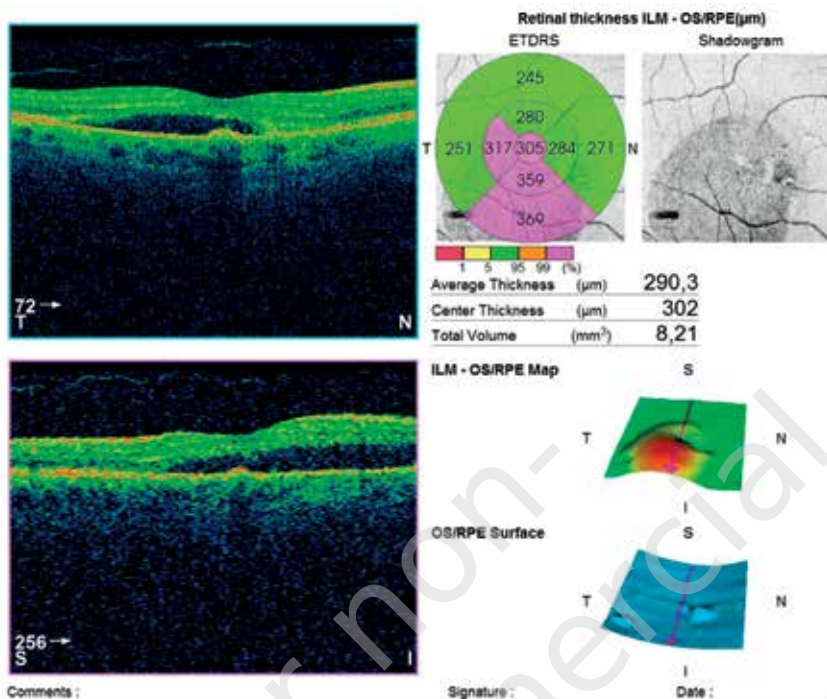 Retinal thickness ILM - OS/RPE(µm)
ETDRS Shadowgram
245
280
T 251 317 305 284 271 N
359
369
1 5 95 99 (%)
Average Thickness (µm) 290,3
Center Thickness (µm) 302
Total Volume (mm³) 8,21
72
T N
ILM - OS/RPE Map
S
T N
I
OS/RPE Surface
S
T N
I
256
S I
Comments : Signature : Date :